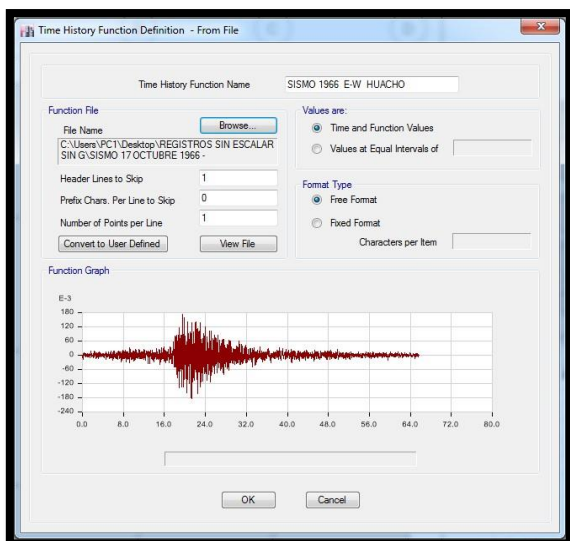 Time History Function Definition - From File
Time History Function Name
SISMO 1966 E-W HUACHO
Function File
File Name
Browse...
C:\Users\PC1\Desktop\REGISTROS SIN ESCALAR
SIN G\SISMO 17 OCTUBRE 1966 -
Header Lines to Skip
1
Prefix Chars. Per Line to Skip
0
Number of Points per Line
1
Convert to User Defined
View File
Values are:
Time and Function Values
Values at Equal Intervals of
Format Type
Free Format
Fixed Format
Characters per Item
Function Graph
E-3
180
120
60
0
-60
-120
-180
-240
0.0 8.0 16.0 24.0 32.0 40.0 48.0 56.0 64.0 72.0 80.0
OK
Cancel